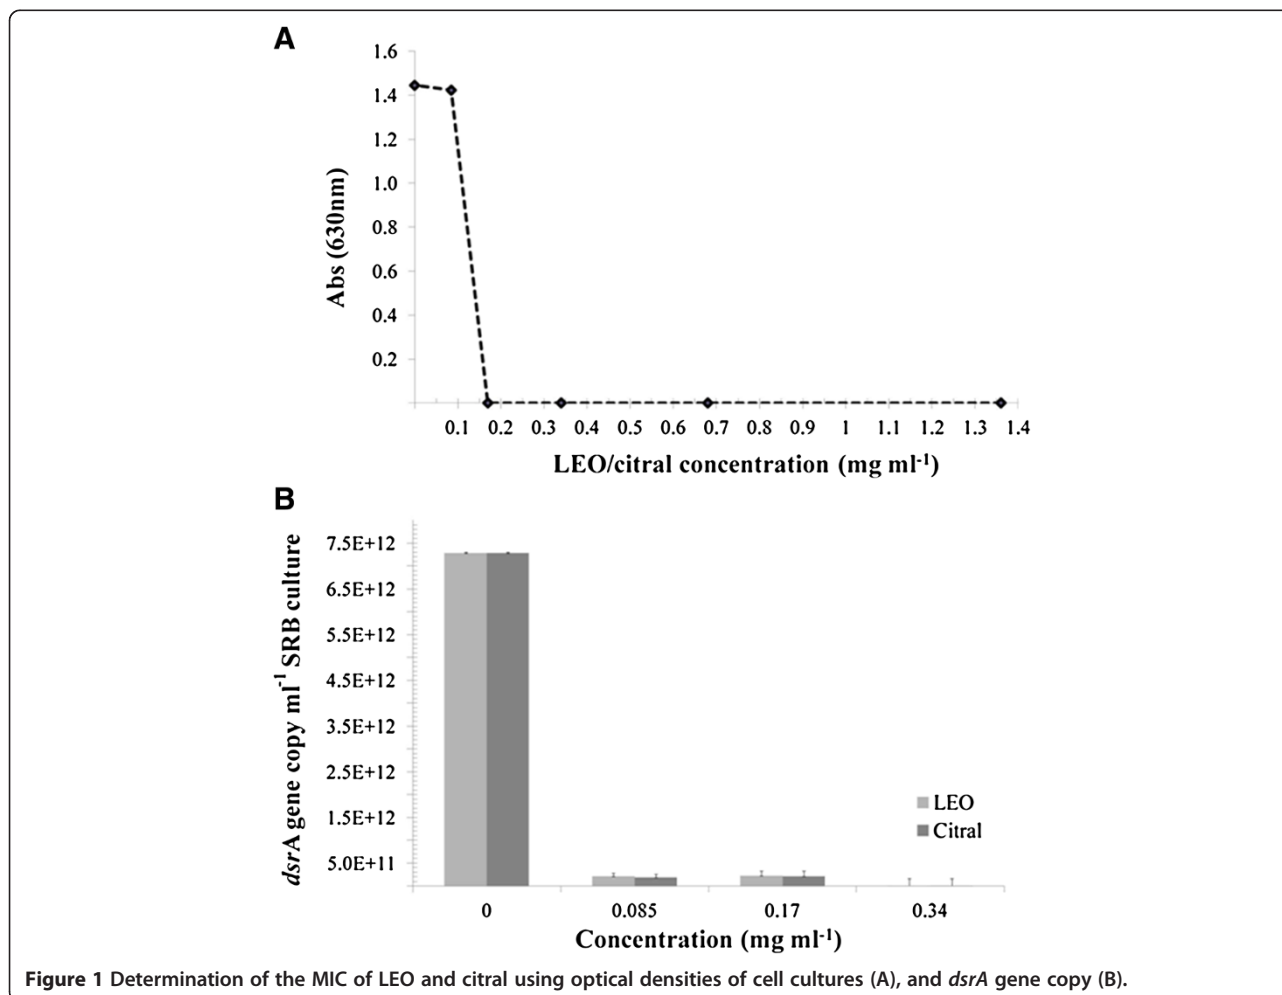 A
1.6
1.4
1.2
1.0
0.8
0.6
0.4
0.2
Abs (630nm)
0.1 0.2 0.3 0.4 0.5 0.6 0.7 0.8 0.9 1 1.1 1.2 1.3 1.4
LEO/citral concentration (mg ml⁻¹)
B
7.5E+12
6.5E+12
5.5E+12
4.5E+12
3.5E+12
2.5E+12
1.5E+12
5.0E+11
dsrA gene copy ml⁻¹ SRB culture
LEO
Citral
0 0.085 0.17 0.34
Concentration (mg ml⁻¹)
Figure 1 Determination of the MIC of LEO and citral using optical densities of cell cultures (A), and dsrA gene copy (B).